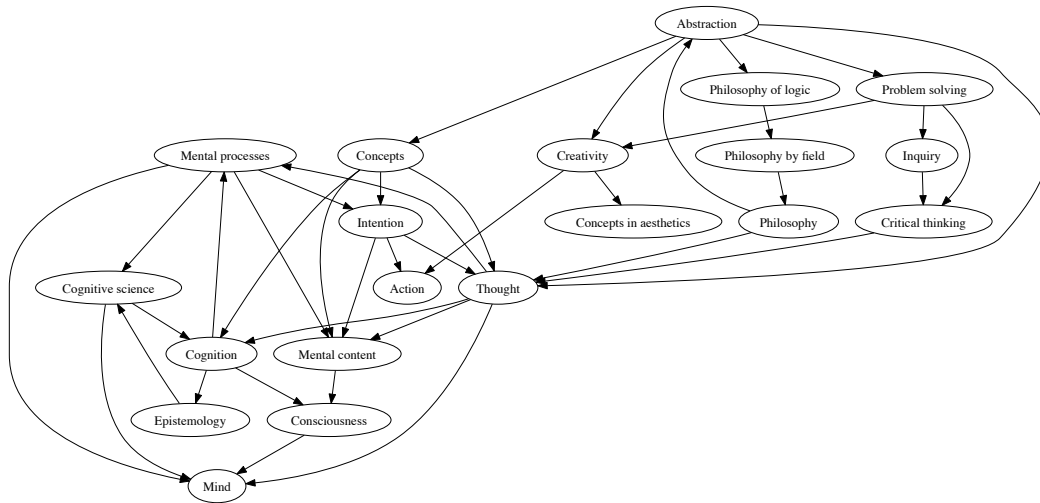 Abstraction
Philosophy of logic
Problem solving
Mental processes
Concepts
Creativity
Philosophy by field
Inquiry
Intention
Concepts in aesthetics
Philosophy
Critical thinking
Cognitive science
Action
Thought
Cognition
Mental content
Epistemology
Consciousness
Mind